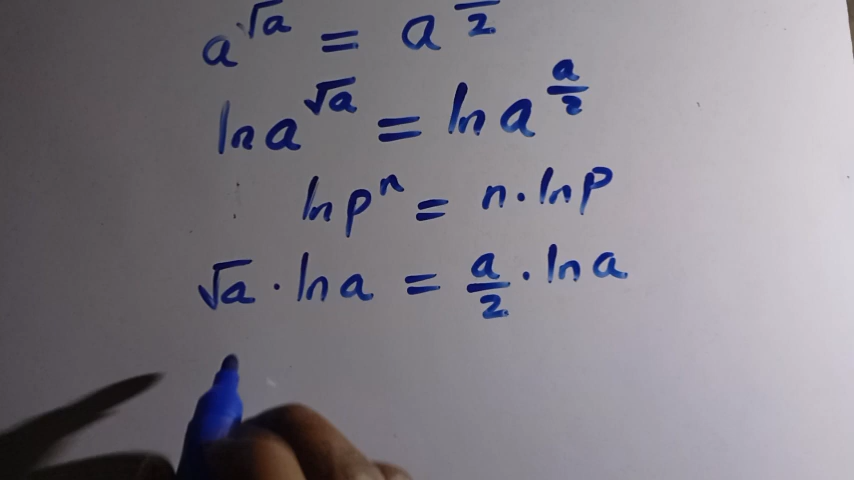 a^√a = a^a/2
ln a^√a = ln a^a/2
ln p^n = n · ln p
√a · ln a = a/2 · ln a